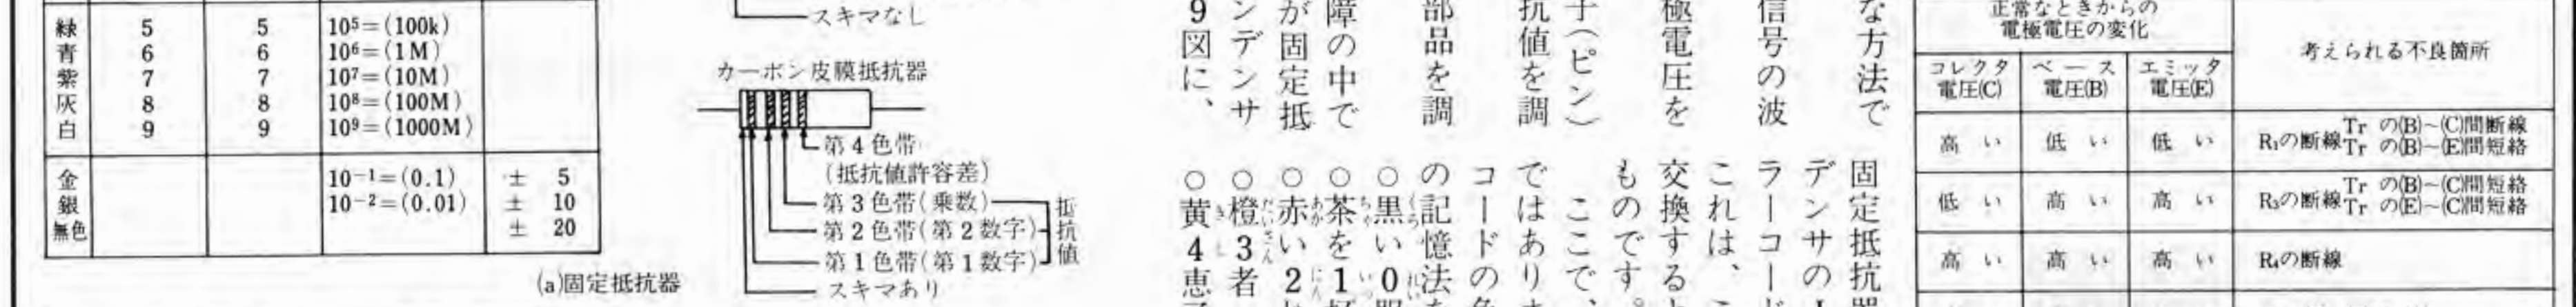 緑 5 5 10⁵=(100k)
青 6 6 10⁶=(1M)
紫 7 7 10⁷=(10M)
灰 8 8 10⁸=(100M)
白 9 9 10⁹=(1000M)
金 10⁻¹=(0.1) ± 5
銀 10⁻²=(0.01) ± 10
無色 ± 20
スキマなし
カーボン皮膜抵抗器
第4色帯
(抵抗値許容差)
第3色帯(乗数)
第2色帯(第2数字)
第1色帯(第1数字)
抵抗値
スキマあり
(a)固定抵抗器
な方法で
信号の波
極電圧を
子(ピン)
抗値を調
部品を調
障の中で
が固定抵
ンデンサ
9図に、
固定抵抗器
デンサの
ラーコード
これは、
交換すると
ものです。
ここで、
ではあり
コードの色
の記憶法
○黒い0
○茶を1
○赤い2
○橙3者
○黄4恵
正常なときからの
電極電圧の変化
考えられる不良箇所
コレクタ電圧(C) ベース電圧(B) エミッタ電圧(E)
高い 低い 低い R₁の断線 Tr の(B)~(C)間断線
Tr の(B)~(E)間短絡
低い 高い 高い R₃の断線 Tr の(B)~(C)間短絡
Tr の(E)~(C)間短絡
高い 高い 高い R₄の断線